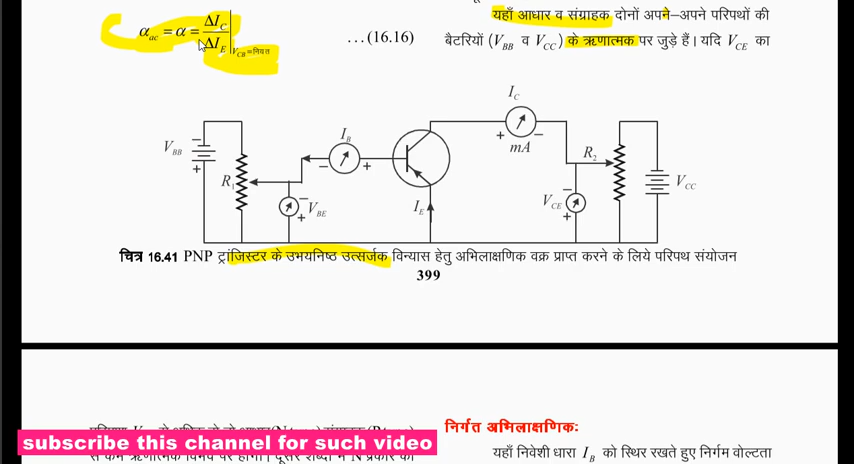 यहाँ आधार व संग्राहक दोनों अपने–अपने परिपथों की
α_ac = α = ΔI_C / ΔI_E |_{V_CB=नियत} ...(16.16)
बैटरियों (V_BB व V_CC) के ऋणात्मक पर जुड़े हैं। यदि V_CE का
V_BB
−
+
R_1
I_B
−
+
−
V_BE
+
I_E
I_C
+
−
mA
R_2
−
V_CE
+
V_CC
चित्र 16.41 PNP ट्रांजिस्टर के उभयनिष्ठ उत्सर्जक विन्यास हेतु अभिलाक्षणिक वक्र प्राप्त करने के लिये परिपथ संयोजन
399
subscribe this channel for such video
निर्गत अभिलाक्षणिक:
यहाँ निवेशी धारा I_B को स्थिर रखते हुए निर्गम वोल्टता